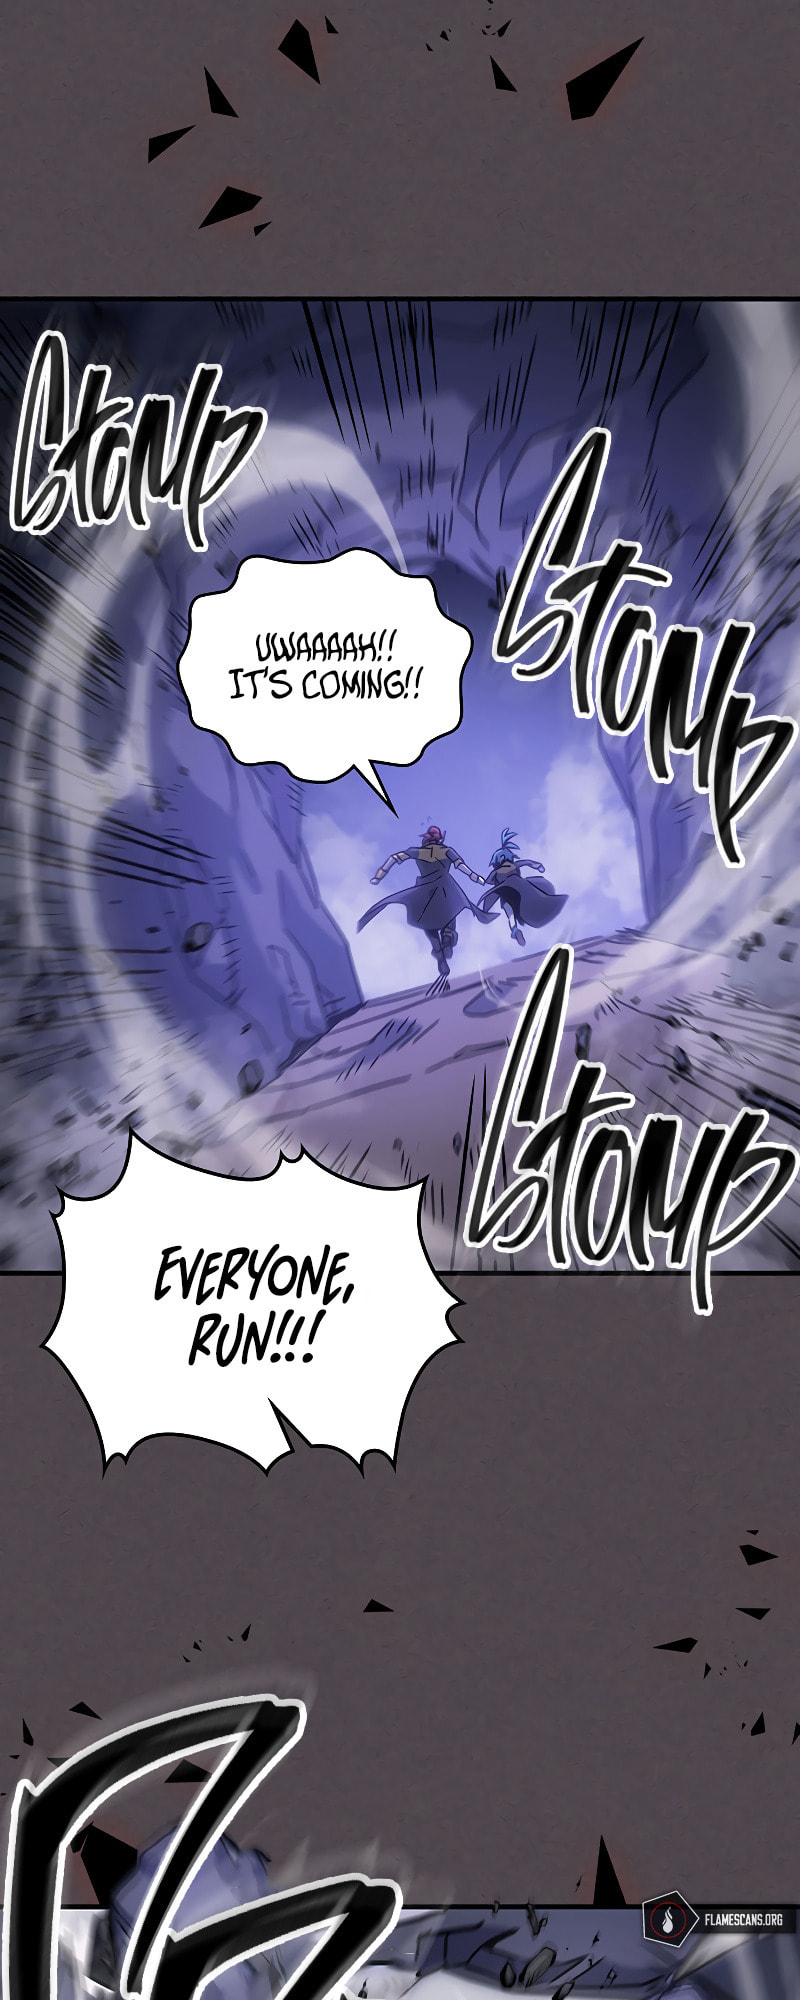 STOMP
STOMP
UWAAAAH!!
IT'S COMING!!
STOMP
EVERYONE,
RUN!!!
FLAMESCANS.ORG